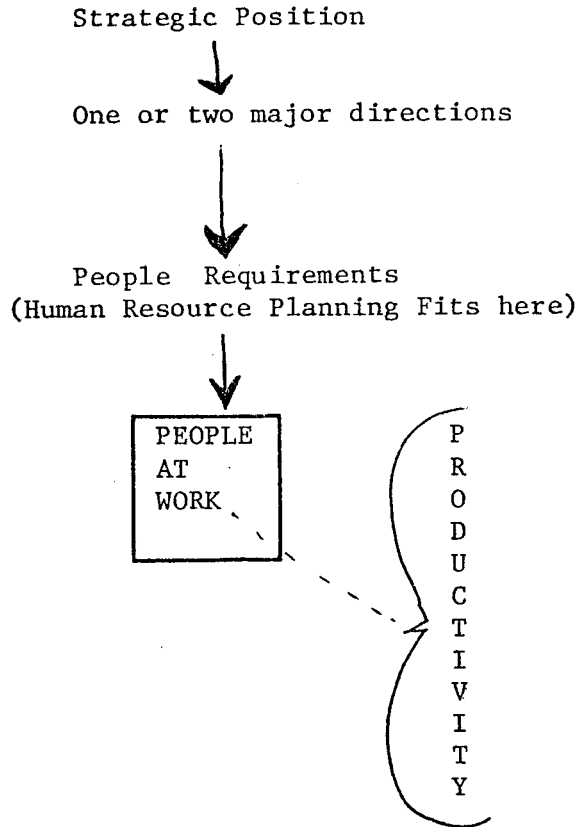 Strategic Position
One or two major directions
People Requirements
(Human Resource Planning Fits here)
PEOPLE
AT
WORK
P
R
O
D
U
C
T
I
V
I
T
Y